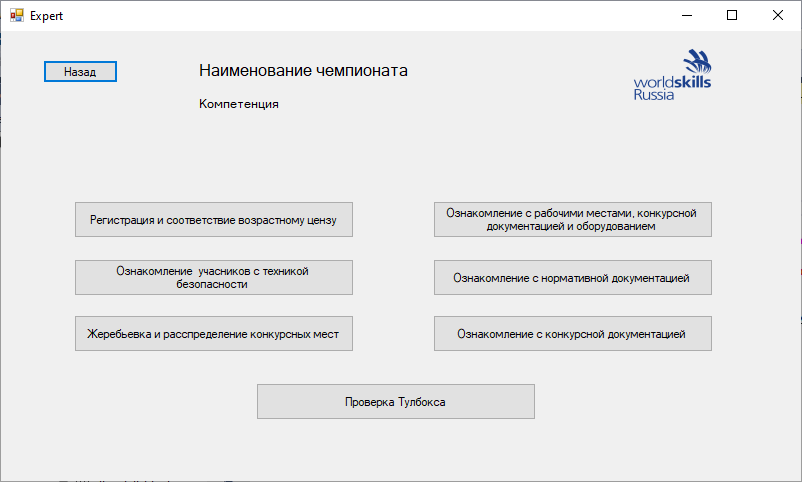 Expert
Назад
Наименование чемпионата
Компетенция
worldskills
Russia
Регистрация и соответствие возрастному цензу
Ознакомление с рабочими местами, конкурсной
документацией и оборудованием
Ознакомление учасников с техникой
безопасности
Ознакомление с нормативной документацией
Жеребьевка и расспределение конкурсных мест
Ознакомление с конкурсной документацией
Проверка Тулбокса